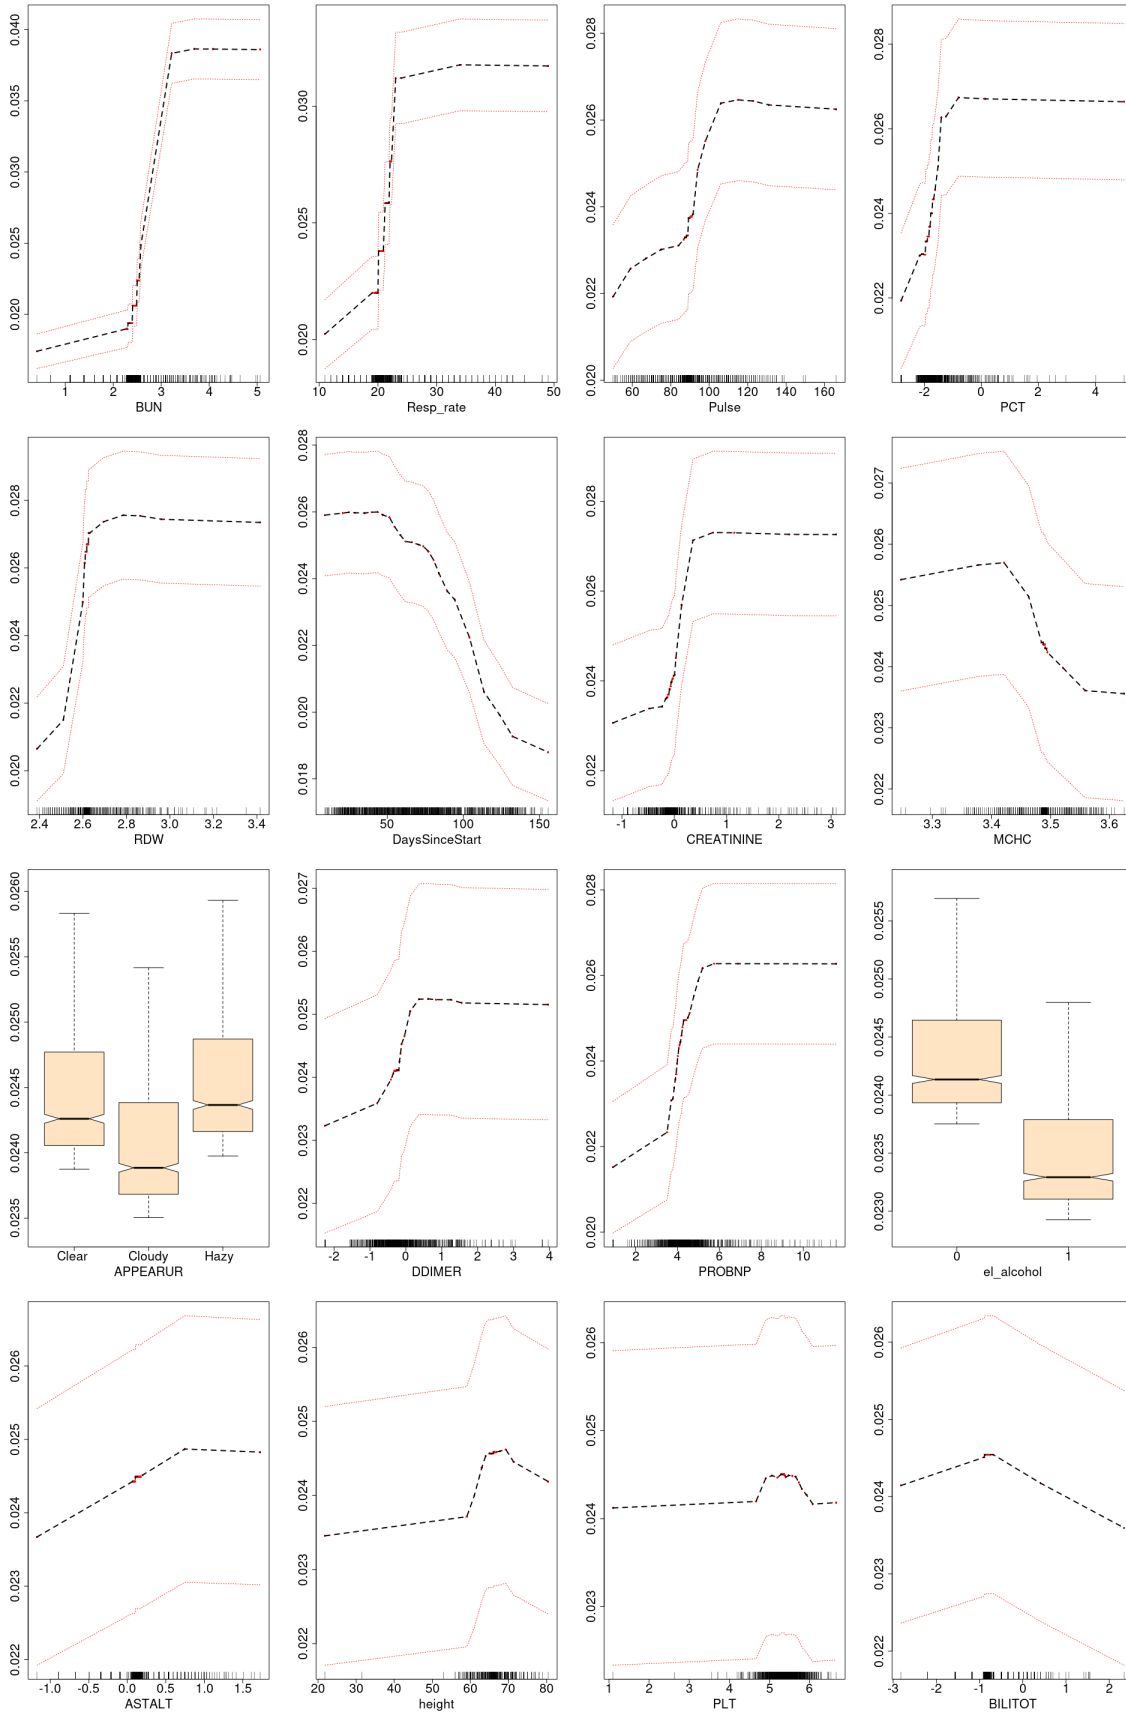 0.020 0.025 0.030 0.035 0.040
1 2 3 4 5
BUN
0.020 0.025 0.030
10 20 30 40 50
Resp_rate
0.020 0.022 0.024 0.026 0.028
60 80 100 120 140 160
Pulse
0.022 0.024 0.026 0.028
-2 0 2 4
PCT
0.020 0.022 0.024 0.026 0.028
2.4 2.6 2.8 3.0 3.2 3.4
RDW
0.018 0.020 0.022 0.024 0.026 0.028
50 100 150
DaysSinceStart
0.022 0.024 0.026 0.028
-1 0 1 2 3
CREATININE
0.022 0.023 0.024 0.025 0.026 0.027
3.3 3.4 3.5 3.6
MCHC
0.0235 0.0240 0.0245 0.0250 0.0255 0.0260
Clear Cloudy Hazy
APPEARUR
0.022 0.023 0.024 0.025 0.026 0.027
-2 -1 0 1 2 3 4
DDIMER
0.020 0.022 0.024 0.026 0.028
2 4 6 8 10
PROBNP
0.0230 0.0235 0.0240 0.0245 0.0250 0.0255
0 1
el_alcohol
0.022 0.023 0.024 0.025 0.026
-1.0 -0.5 0.0 0.5 1.0 1.5
ASTALT
0.022 0.023 0.024 0.025 0.026
20 30 40 50 60 70 80
height
0.023 0.024 0.025 0.026
1 2 3 4 5 6
PLT
0.022 0.023 0.024 0.025 0.026
-3 -2 -1 0 1 2
BILITOT